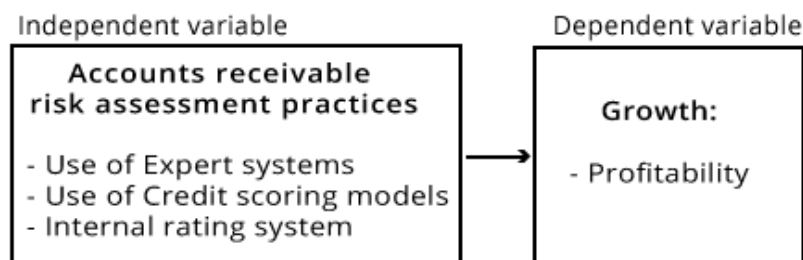 Independent variable
Accounts receivable
risk assessment practices
- Use of Expert systems
- Use of Credit scoring models
- Internal rating system
Dependent variable
Growth:
- Profitability